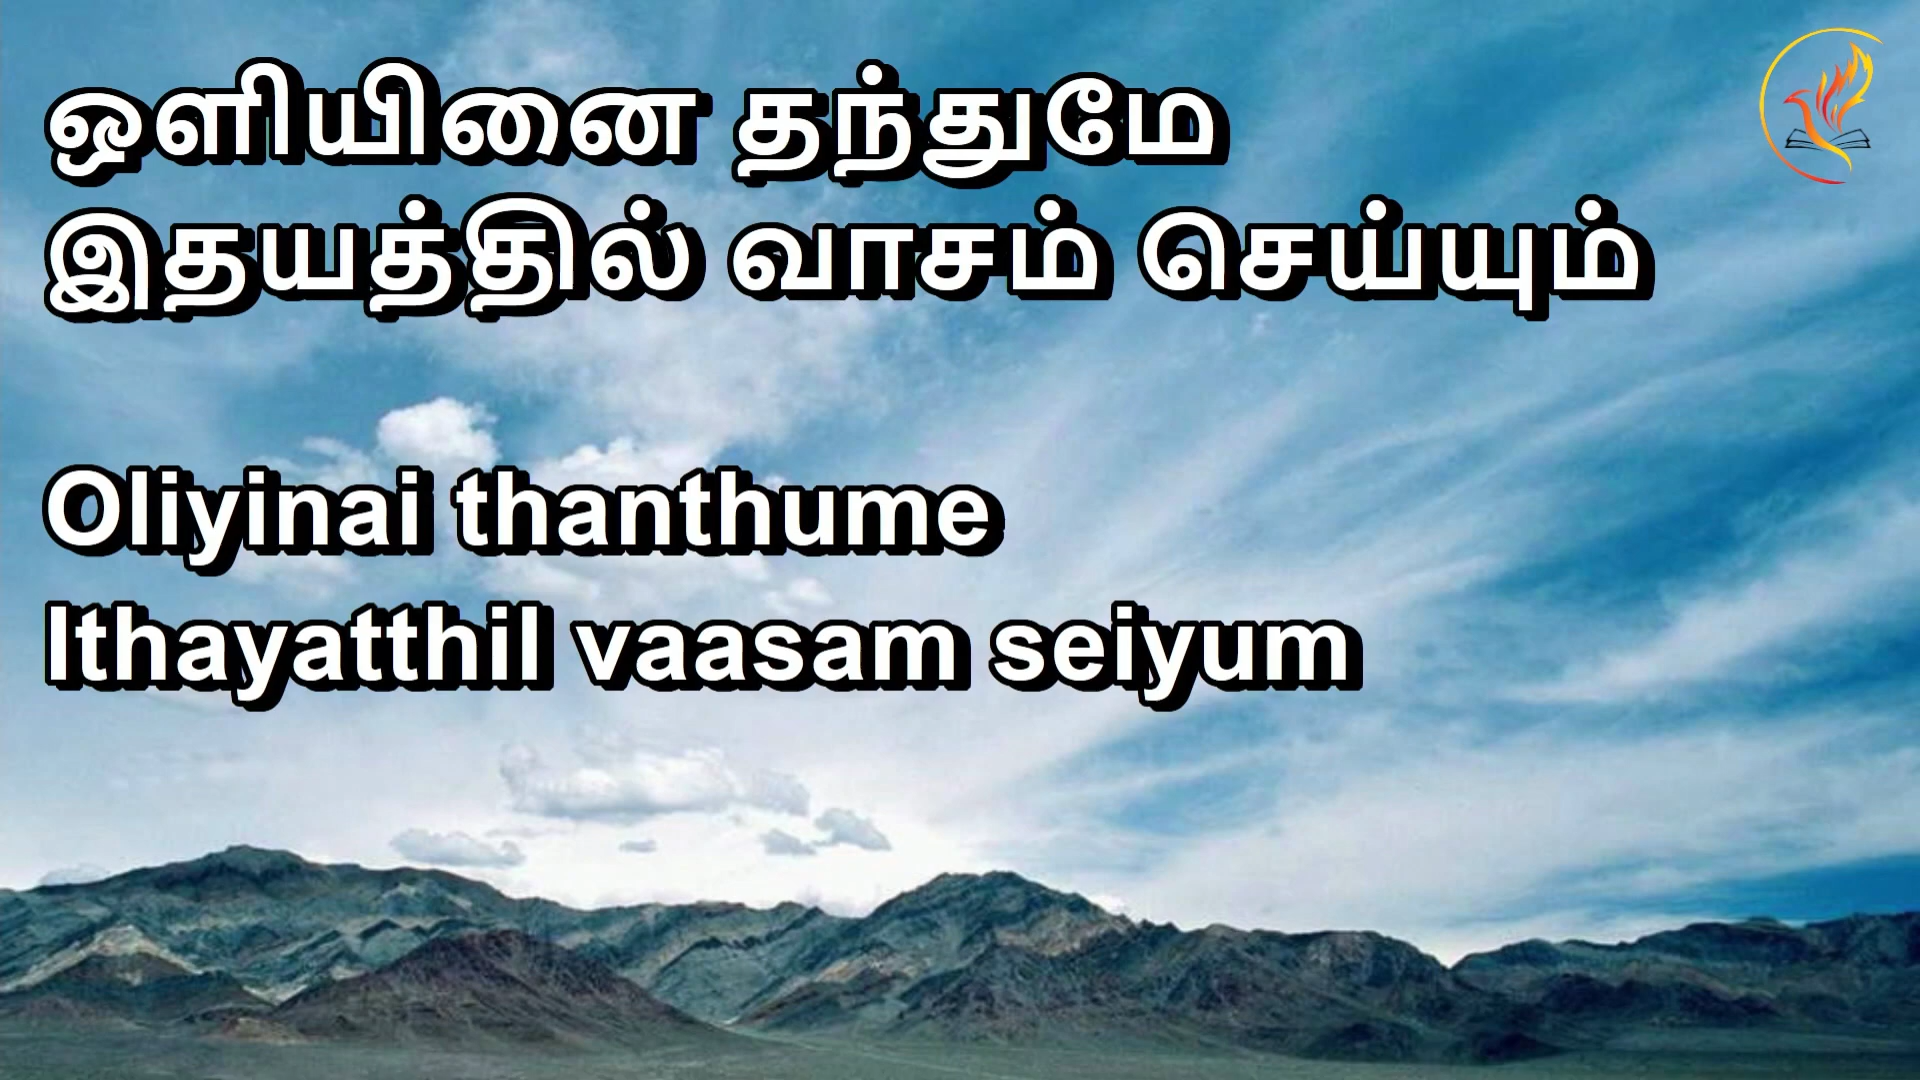 ஒளியினை தந்துமே
இதயத்தில் வாசம் செய்யும்
Oliyinai thanthume
Ithayatthil vaasam seiyum